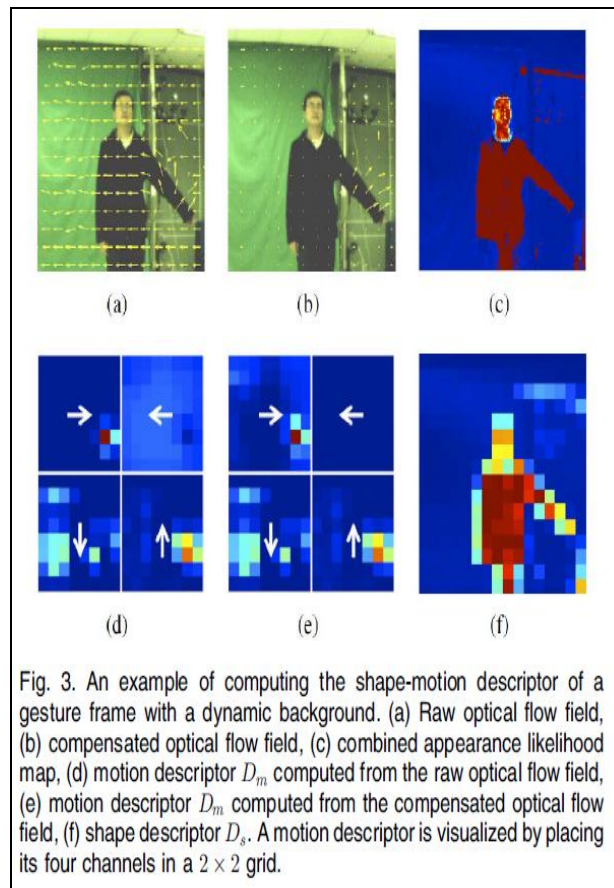 (a)
(b)
(c)
(d)
(e)
(f)
Fig. 3. An example of computing the shape-motion descriptor of a
gesture frame with a dynamic background. (a) Raw optical flow field,
(b) compensated optical flow field, (c) combined appearance likelihood
map, (d) motion descriptor Dₘ computed from the raw optical flow field,
(e) motion descriptor Dₘ computed from the compensated optical flow
field, (f) shape descriptor Dₛ. A motion descriptor is visualized by placing
its four channels in a 2 × 2 grid.